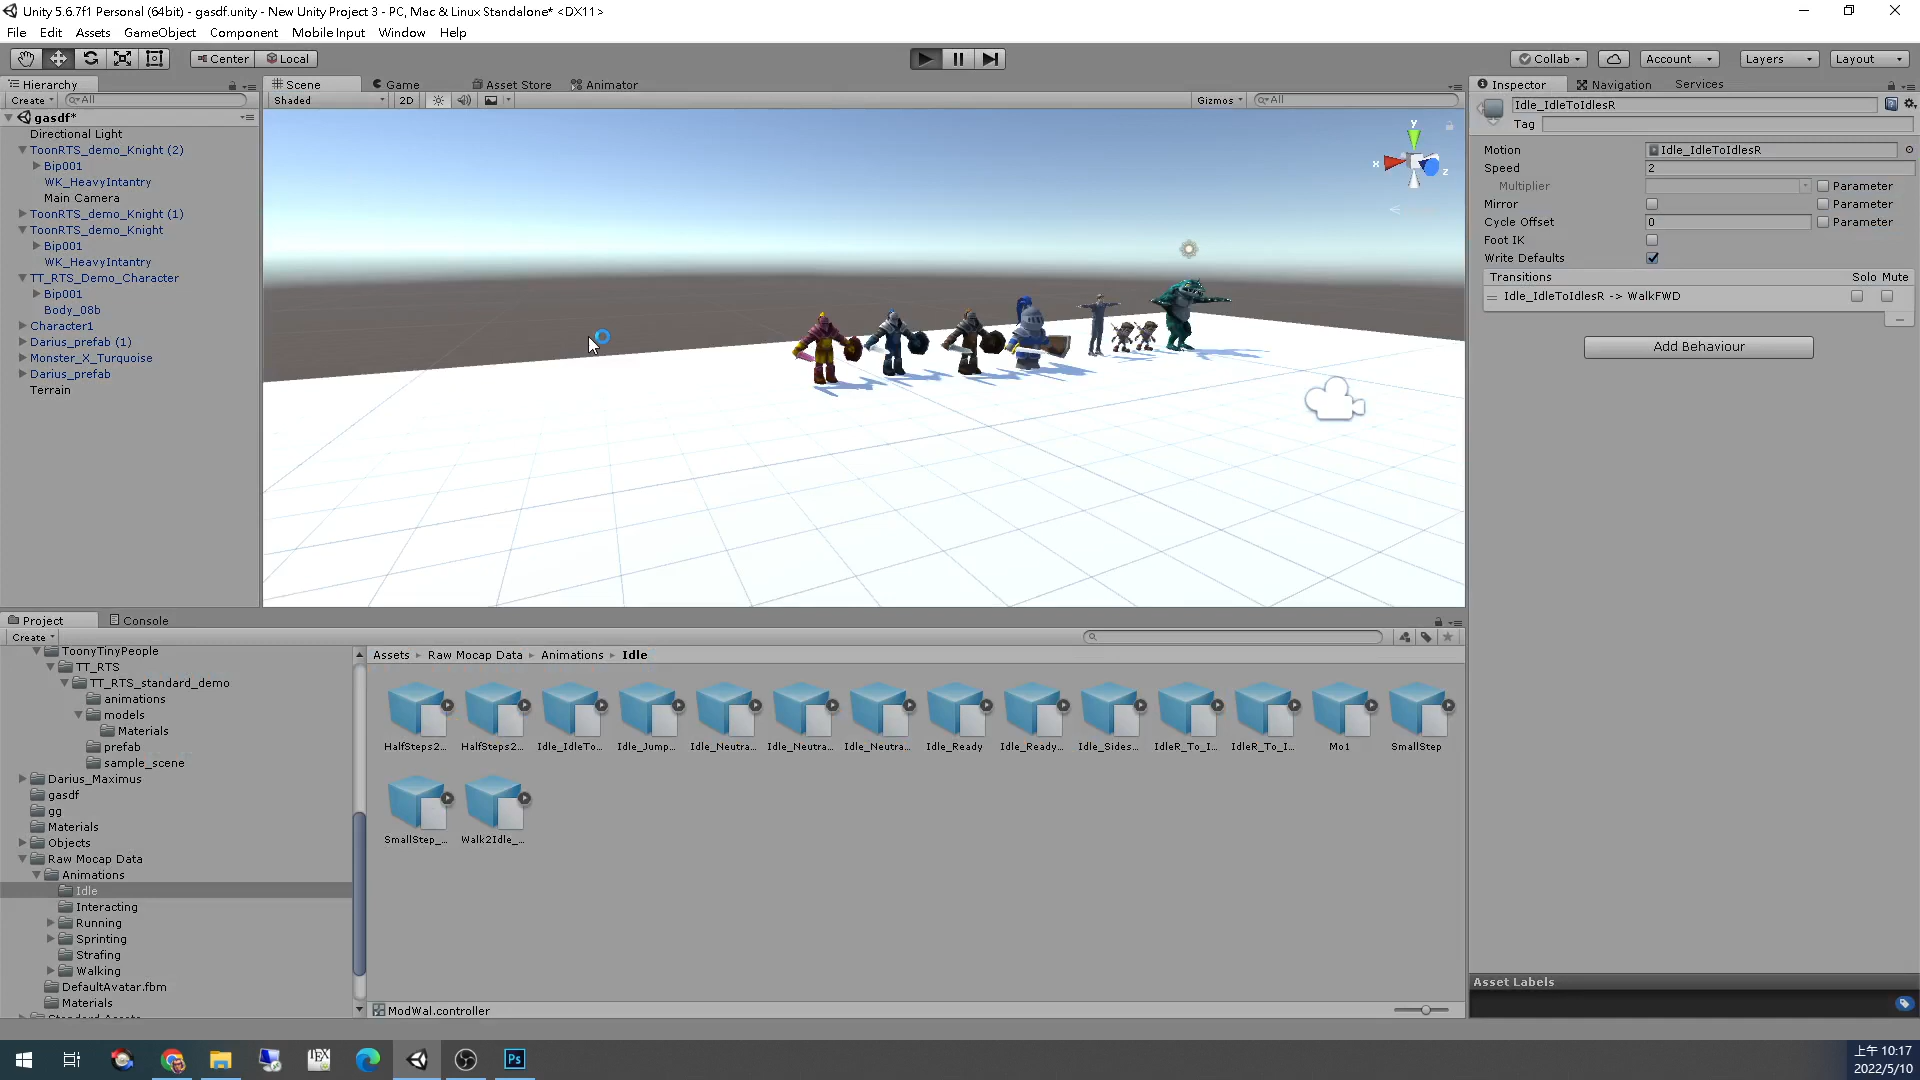 Unity 5.6.7f1 Personal (64bit) - gasdf.unity - New Unity Project 3 - PC, Mac & Linux Standalone* <DX11>
File Edit Assets GameObject Component Mobile Input Window Help
Center Local Collab Account Layers Layout
Hierarchy
Create All
gasdf*
Directional Light
ToonRTS_demo_Knight (2)
Bip001
WK_HeavyIntantry
Main Camera
ToonRTS_demo_Knight (1)
ToonRTS_demo_Knight
Bip001
WK_HeavyIntantry
TT_RTS_Demo_Character
Bip001
Body_08b
Character1
Darius_prefab (1)
Monster_X_Turquoise
Darius_prefab
Terrain
Scene Game Asset Store Animator
Shaded 2D Gizmos All
y
x
z
Inspector Navigation Services
Idle_IdleToIdlesR
Tag
Motion Idle_IdleToIdlesR
Speed 2
Multiplier Parameter
Mirror Parameter
Cycle Offset 0 Parameter
Foot IK
Write Defaults
Transitions Solo Mute
Idle_IdleToIdlesR -> WalkFWD
Add Behaviour
Asset Labels
Project Console
Create
ToonyTinyPeople
TT_RTS
TT_RTS_standard_demo
animations
models
Materials
prefab
sample_scene
Darius_Maximus
gasdf
gg
Materials
Objects
Raw Mocap Data
Animations
Idle
Interacting
Running
Sprinting
Strafing
Walking
DefaultAvatar.fbm
Materials
Assets Raw Mocap Data Animations Idle
HalfSteps2... HalfSteps2... Idle_IdleTo... Idle_Jump... Idle_Neutra... Idle_Neutra... Idle_Neutra... Idle_Ready Idle_Ready... Idle_Sides... IdleR_To_I... IdleR_To_I... Mo1 SmallStep
SmallStep_... Walk2Idle_...
ModWal.controller
TEX
Ps
上午 10:17
2022/5/10